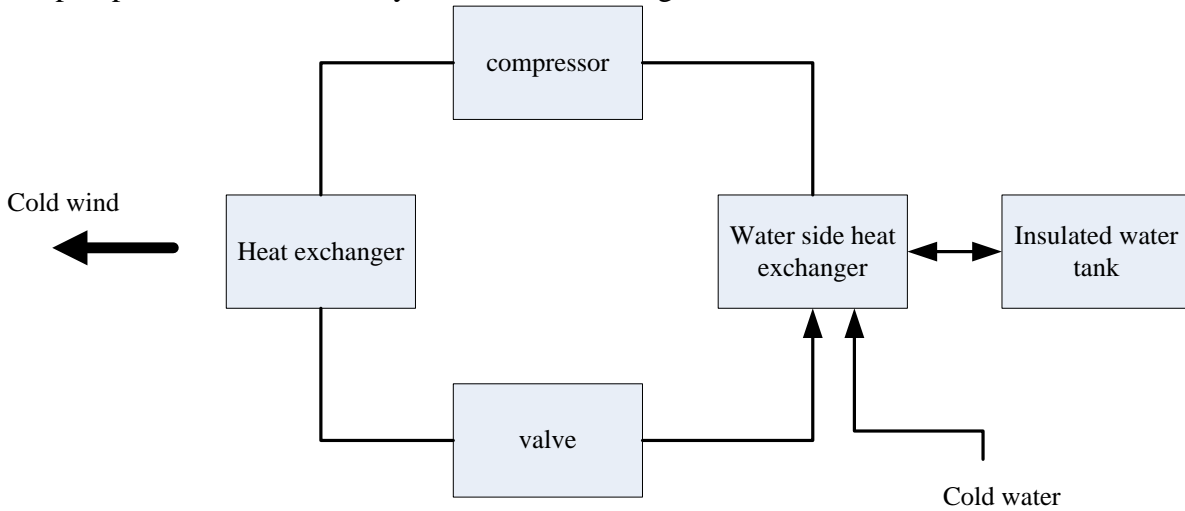 compressor
Cold wind
Heat exchanger
Water side heat
exchanger
Insulated water
tank
valve
Cold water